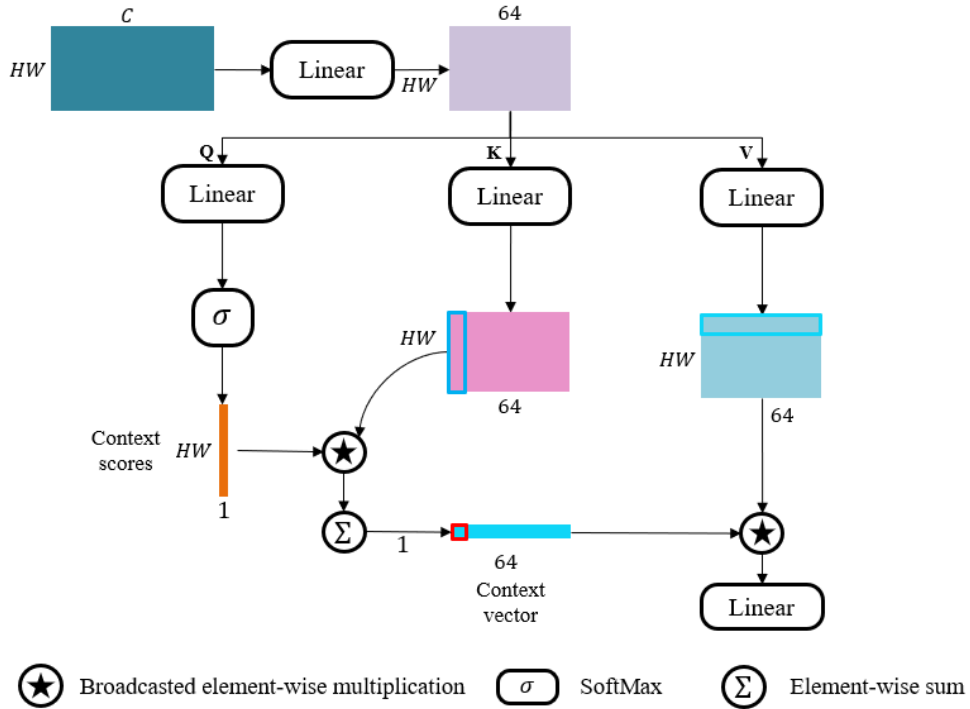 C
64
HW
Linear
HW
Q
K
V
Linear
Linear
Linear
σ
HW
HW
64
64
Context
scores
HW
★
1
Σ
1
★
64
Context
vector
Linear
★ Broadcasted element-wise multiplication
σ SoftMax
Σ Element-wise sum